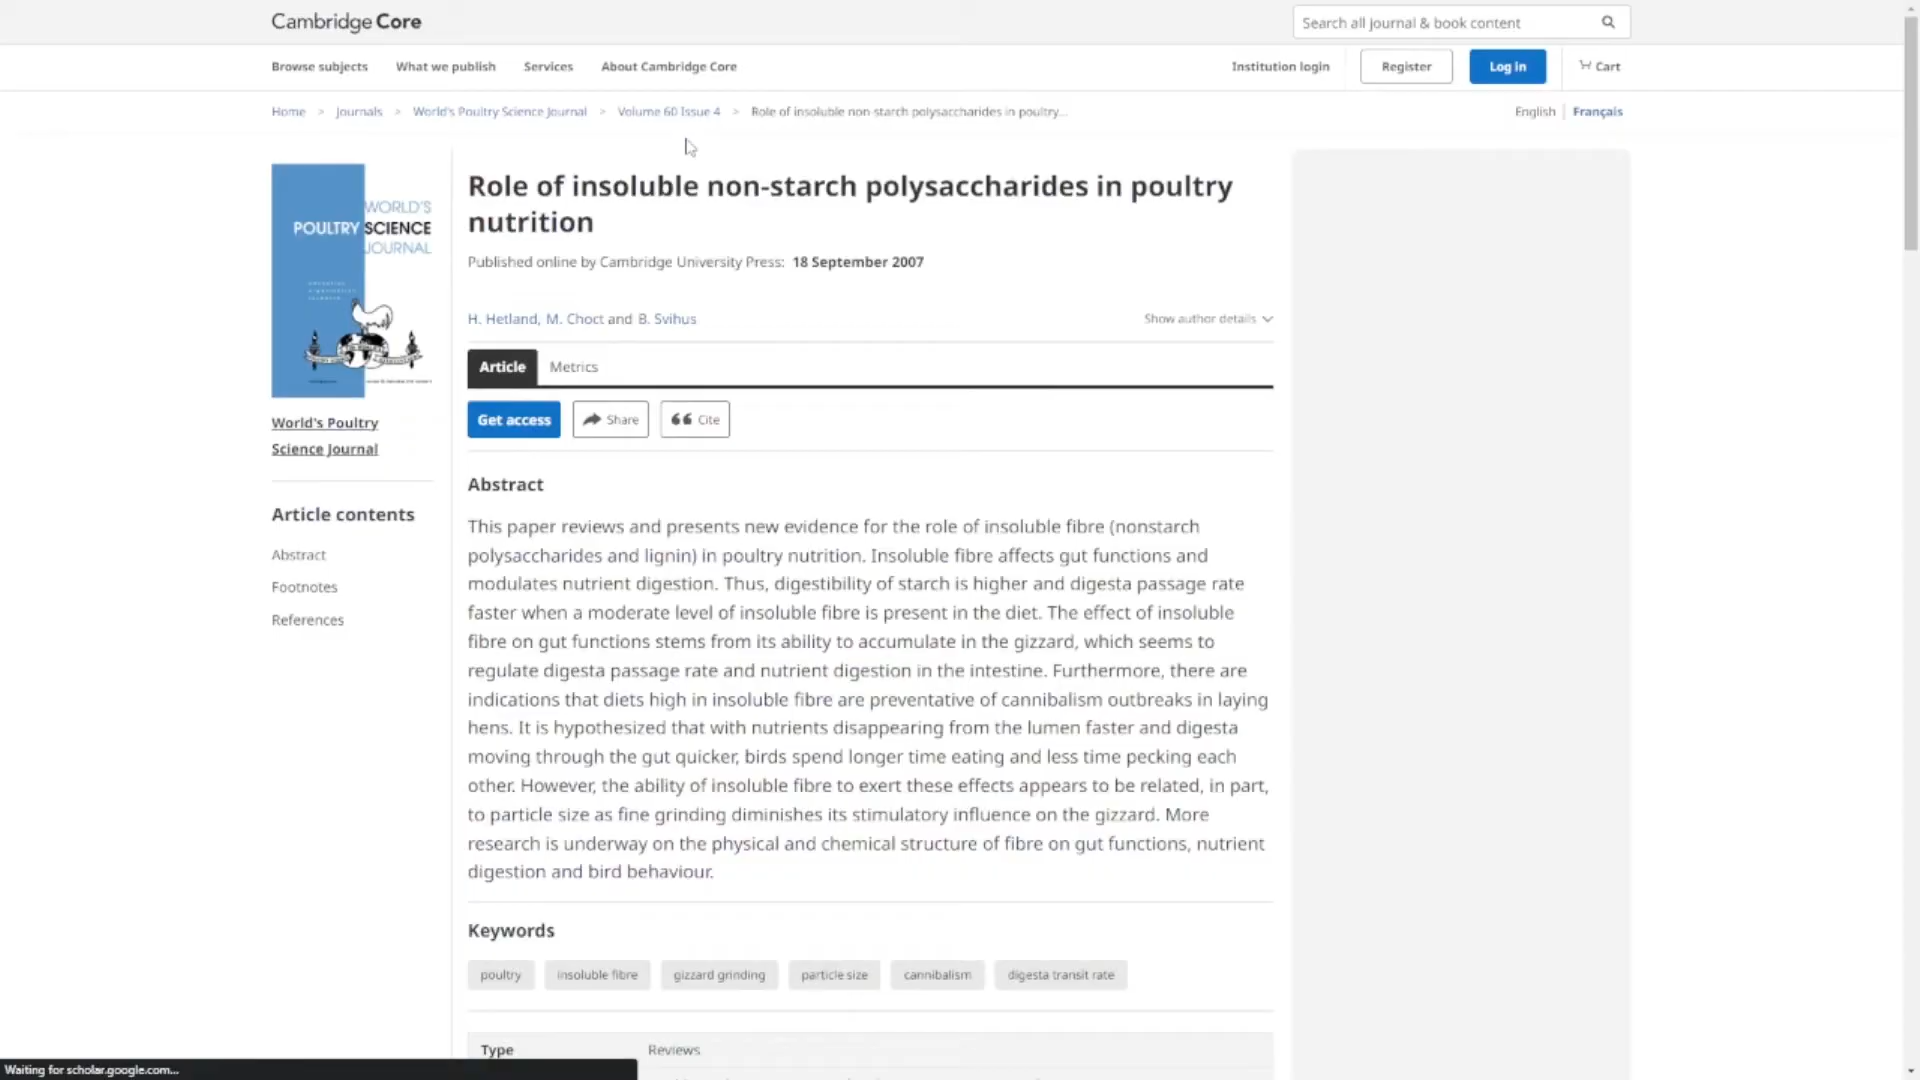 Cambridge Core
Search all journal & book content
Browse subjects What we publish Services About Cambridge Core Institution login Register Log in Cart
Home > Journals > World's Poultry Science Journal > Volume 60 Issue 4 > Role of insoluble non-starch polysaccharides in poultry... English | Français
WORLD'S
POULTRY SCIENCE
JOURNAL
World's Poultry
Science Journal
Article contents
Abstract
Footnotes
References
Role of insoluble non-starch polysaccharides in poultry
nutrition
Published online by Cambridge University Press: 18 September 2007
H. Hetland, M. Choct and B. Svihus Show author details
Article Metrics
Get access Share Cite
Abstract
This paper reviews and presents new evidence for the role of insoluble fibre (nonstarch
polysaccharides and lignin) in poultry nutrition. Insoluble fibre affects gut functions and
modulates nutrient digestion. Thus, digestibility of starch is higher and digesta passage rate
faster when a moderate level of insoluble fibre is present in the diet. The effect of insoluble
fibre on gut functions stems from its ability to accumulate in the gizzard, which seems to
regulate digesta passage rate and nutrient digestion in the intestine. Furthermore, there are
indications that diets high in insoluble fibre are preventative of cannibalism outbreaks in laying
hens. It is hypothesized that with nutrients disappearing from the lumen faster and digesta
moving through the gut quicker, birds spend longer time eating and less time pecking each
other. However, the ability of insoluble fibre to exert these effects appears to be related, in part,
to particle size as fine grinding diminishes its stimulatory influence on the gizzard. More
research is underway on the physical and chemical structure of fibre on gut functions, nutrient
digestion and bird behaviour.
Keywords
poultry insoluble fibre gizzard grinding particle size cannibalism digesta transit rate
Type Reviews
Waiting for scholar.google.com...